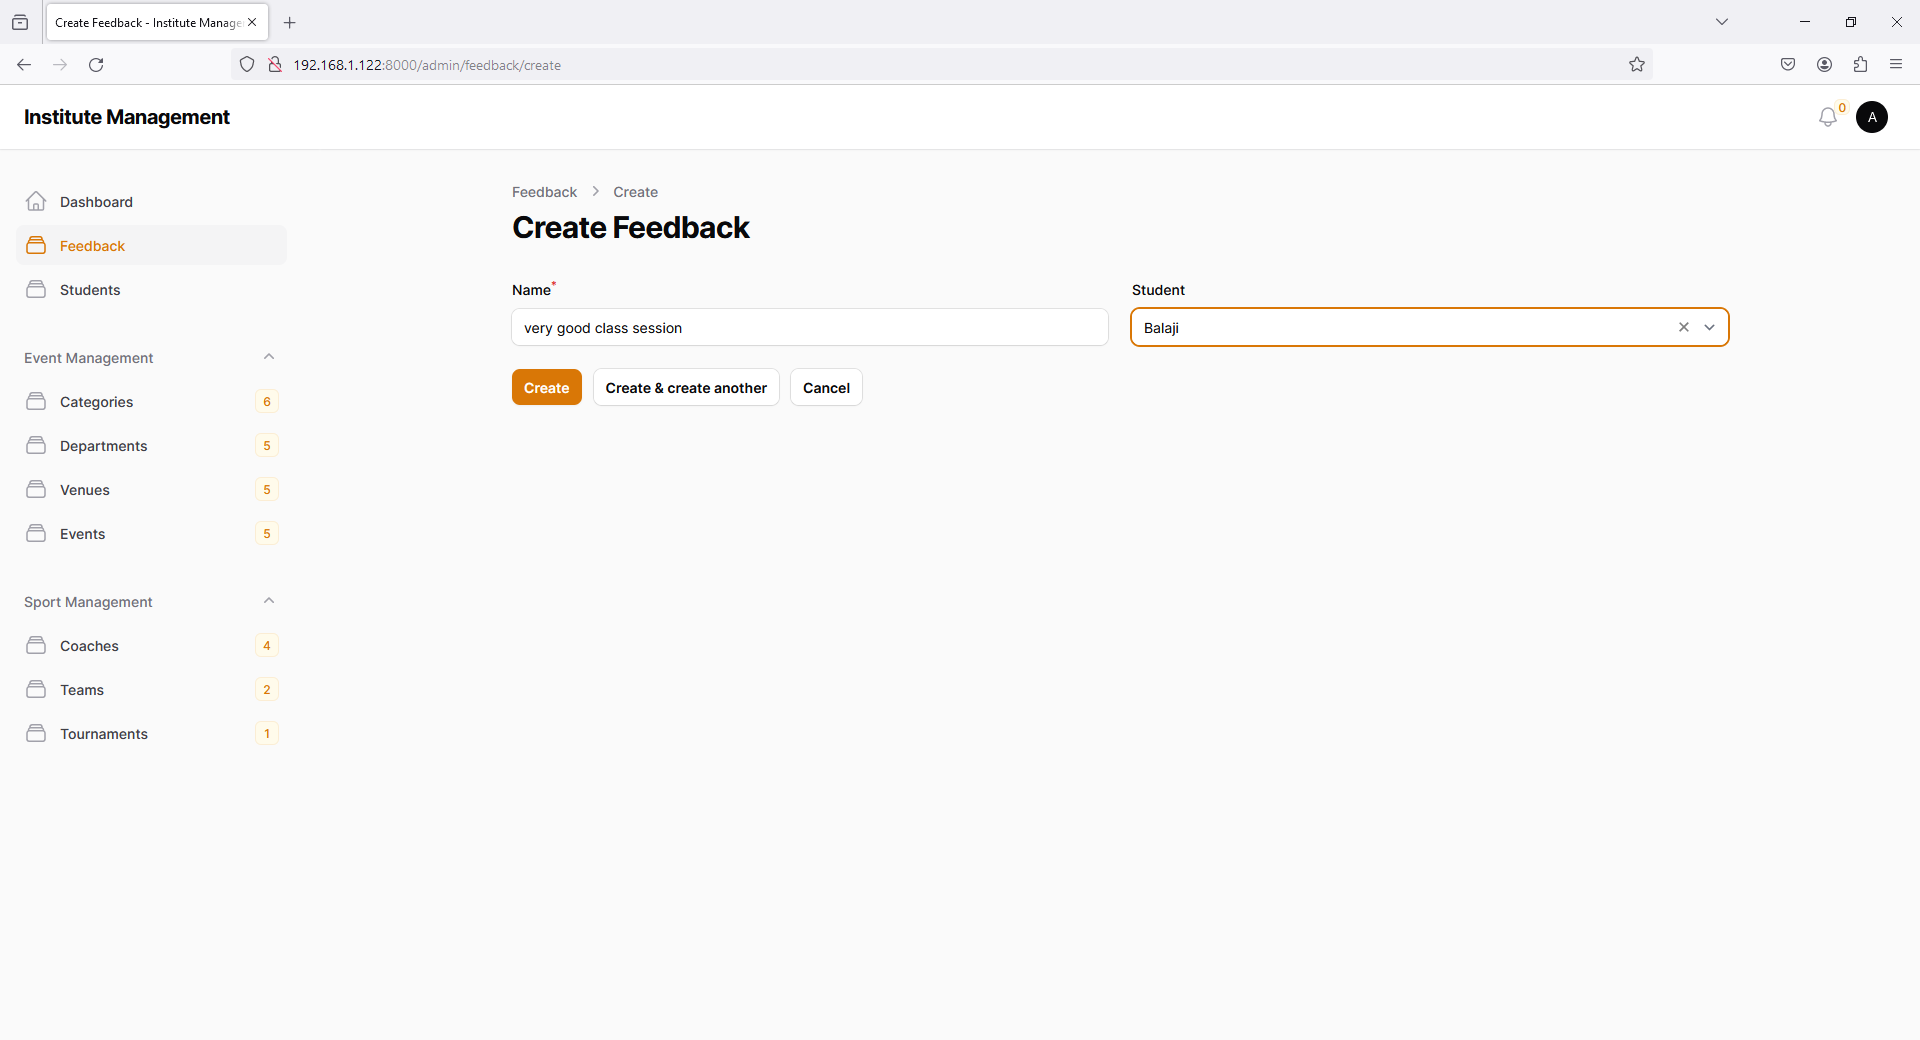 Create Feedback - Institute Manage
192.168.1.122:8000/admin/feedback/create
Institute Management
0
A
Dashboard
Feedback
Students
Event Management
Categories 6
Departments 5
Venues 5
Events 5
Sport Management
Coaches 4
Teams 2
Tournaments 1
Feedback > Create
Create Feedback
Name*
very good class session
Student
Balaji
Create
Create & create another
Cancel